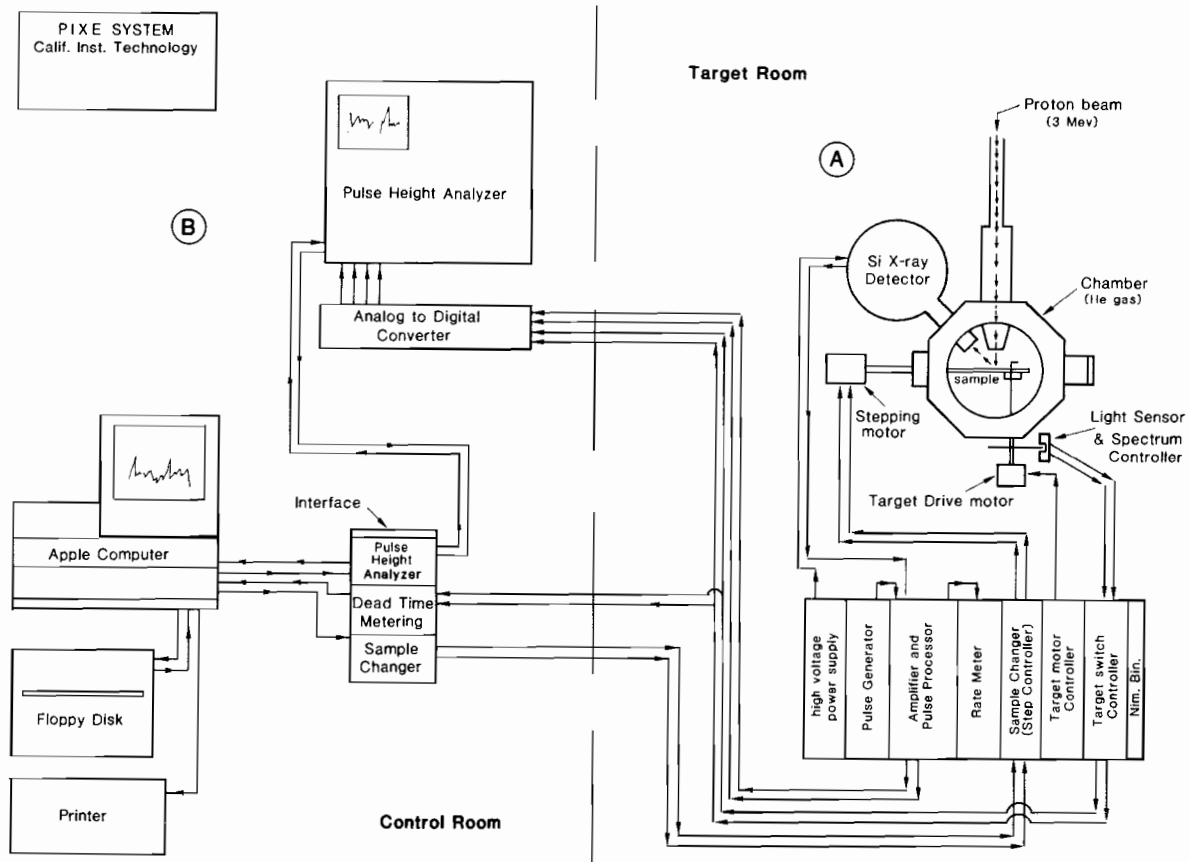 PIXE SYSTEM
Calif. Inst. Technology
Target Room
Proton beam
(3 Mev)
A
Pulse Height Analyzer
B
Si X-ray
Detector
Chamber
(He gas)
Analog to Digital
Converter
sample
Stepping
motor
Light Sensor
& Spectrum
Controller
Target Drive motor
Interface
Apple Computer
Pulse
Height
Analyzer
Dead Time
Metering
Sample
Changer
high voltage
power supply
Pulse Generator
Amplifier and
Pulse Processor
Rate Meter
Sample Changer
(Step Controller)
Target motor
Controller
Target switch
Controller
Nim. Bin.
Floppy Disk
Printer
Control Room